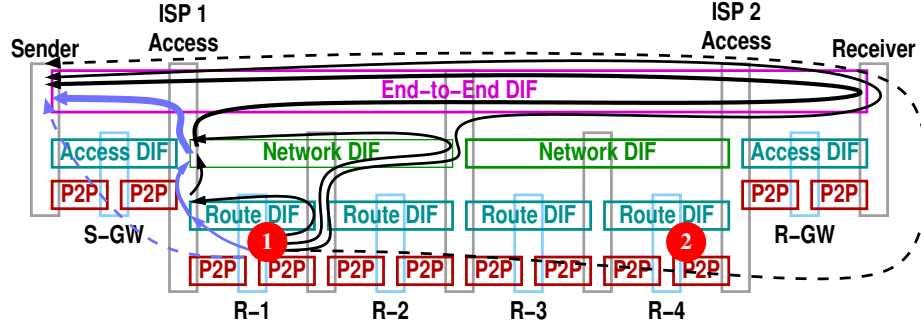 ISP 1
Access
ISP 2
Access
Sender
Receiver
End-to-End DIF
Access DIF
Network DIF
Network DIF
Access DIF
P2P P2P
P2P P2P
S-GW
R-GW
Route DIF
Route DIF
Route DIF
Route DIF
1
2
P2P P2P P2P P2P P2P P2P P2P P2P
R-1
R-2
R-3
R-4